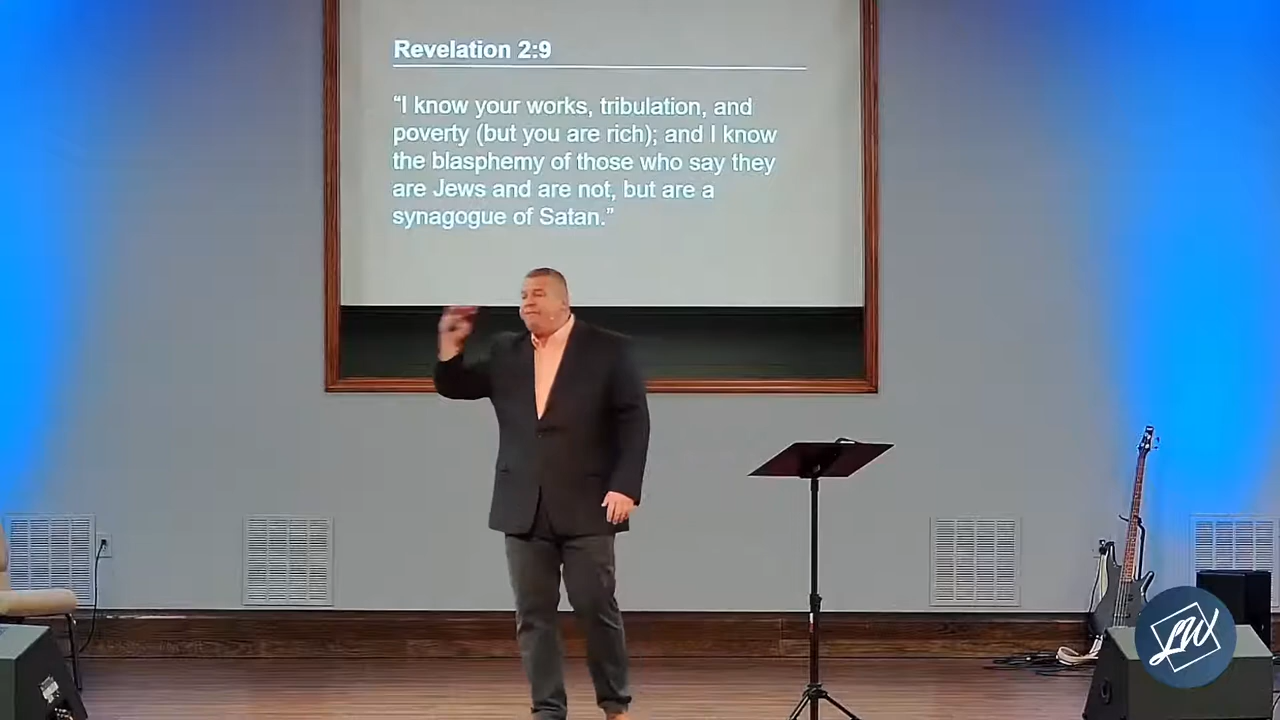 Revelation 2:9
“I know your works, tribulation, and
poverty (but you are rich); and I know
the blasphemy of those who say they
are Jews and are not, but are a
synagogue of Satan.”
LW